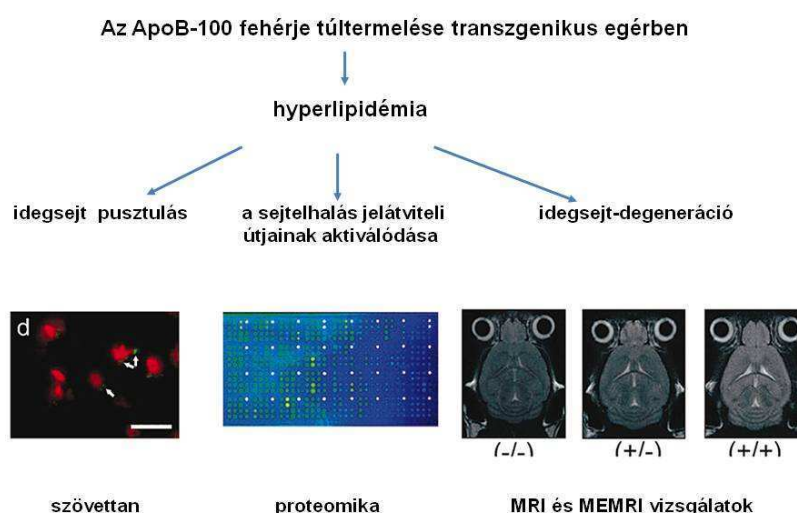 Az ApoB-100 fehérje túltermelése transzgenikus egérben
hyperlipidémia
idegsejt pusztulás
a sejtelhalás jelátviteli
útjainak aktiválódása
idegsejt-degeneráció
d
(-/-)
(+/-)
(+/+)
szövettan
proteomika
MRI és MEMRI vizsgálatok